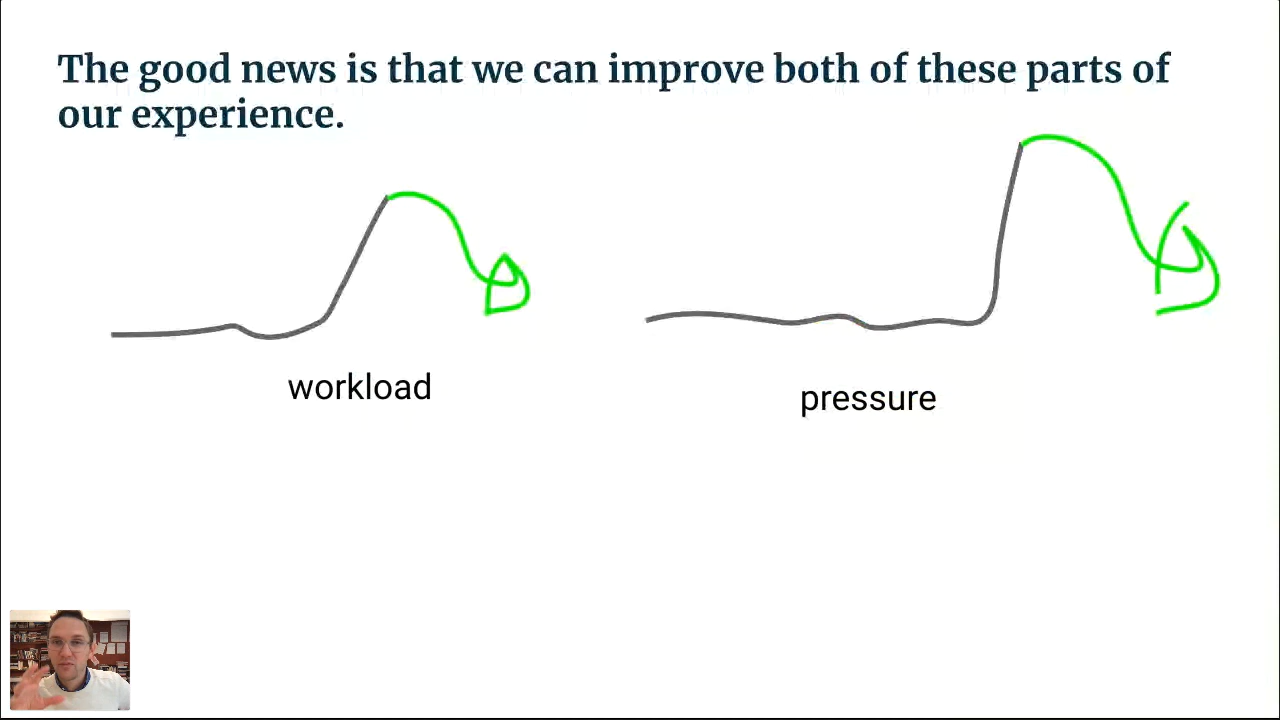 The good news is that we can improve both of these parts of
our experience.
workload
pressure